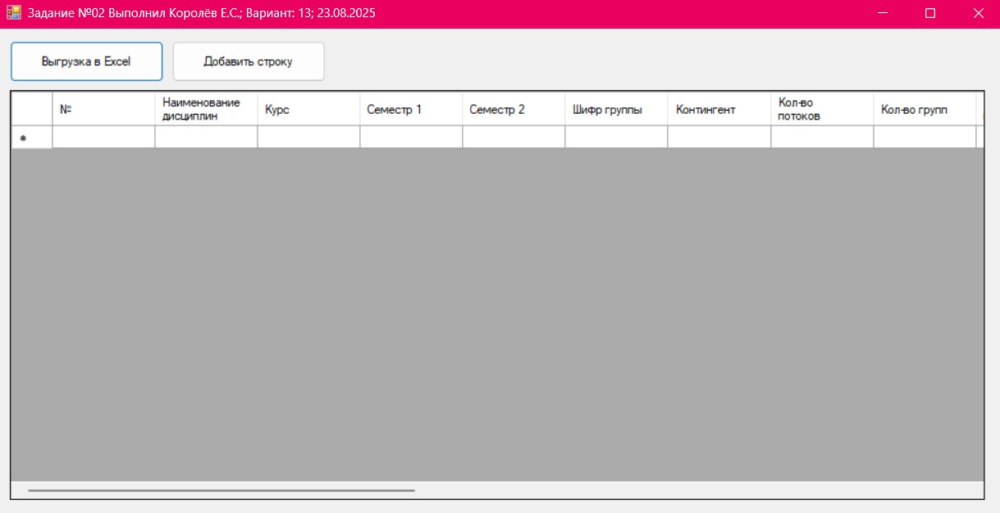 Задание №02 Выполнил Королёв Е.С.; Вариант: 13; 23.08.2025
Выгрузка в Excel
Добавить строку
№
Наименование
дисциплин
Курс
Семестр 1
Семестр 2
Шифр группы
Контингент
Кол-во
потоков
Кол-во групп
*